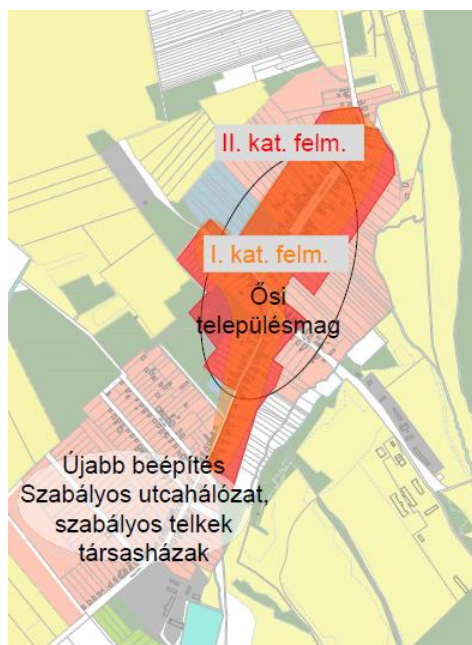 II. kat. felm.
I. kat. felm.
Ősi
településmag
Újabb beépítés
Szabályos utcahálózat,
szabályos telkek
társasházak